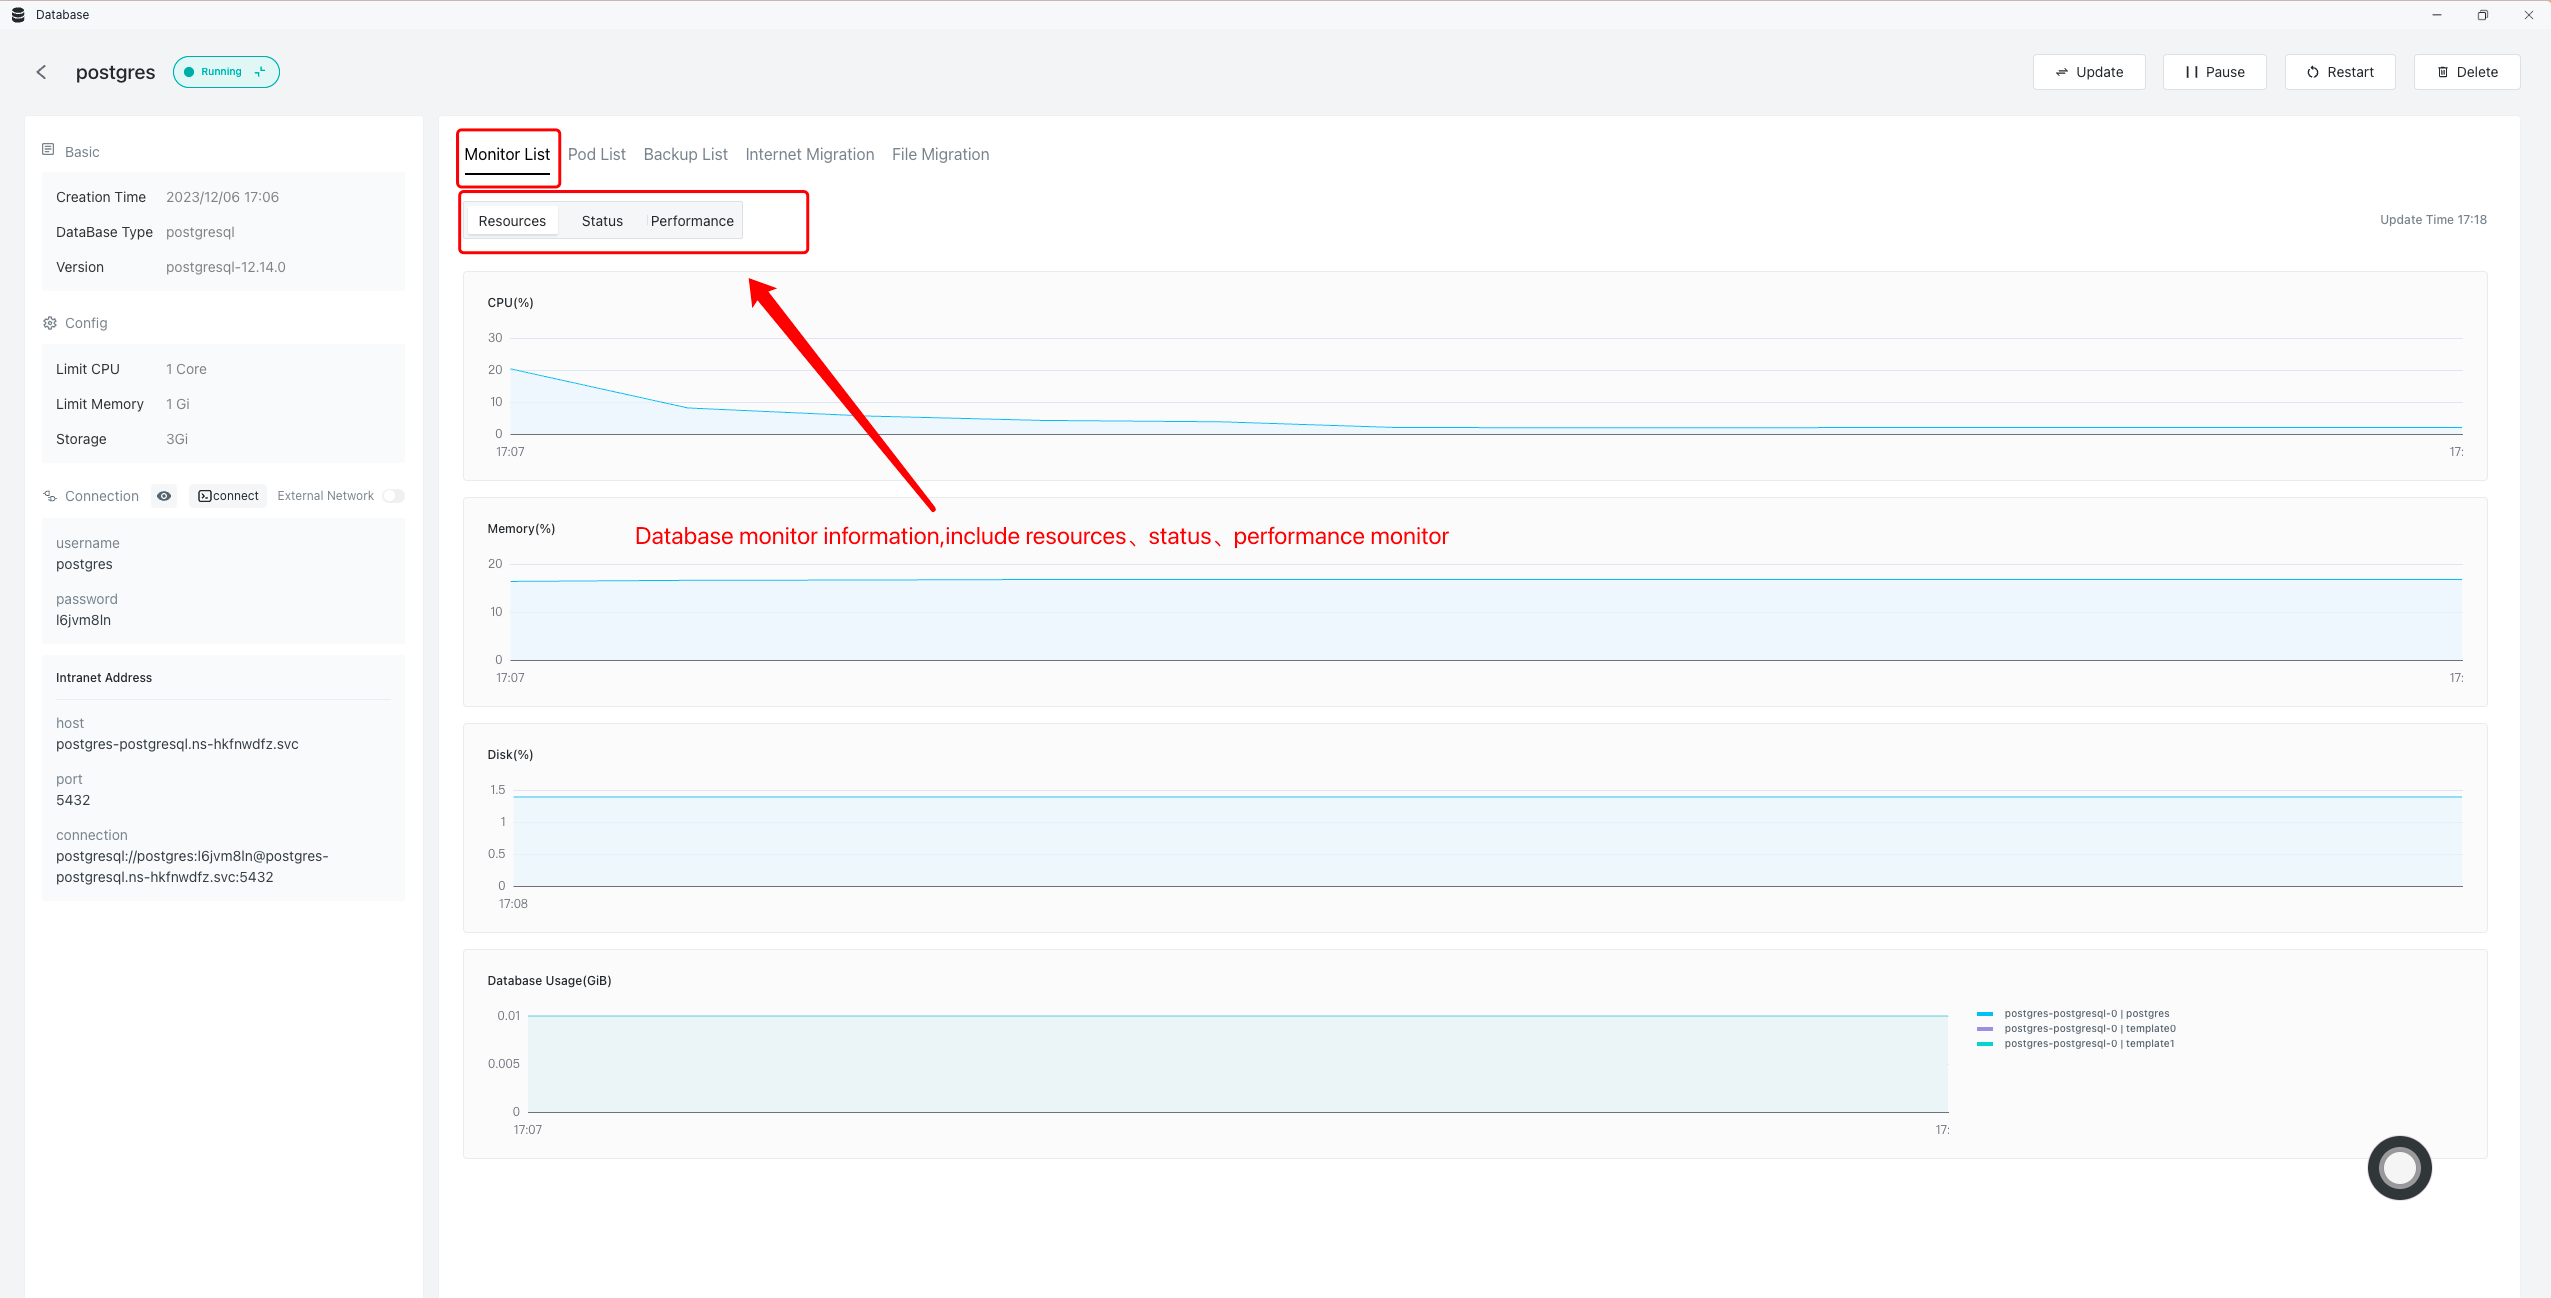 Database
postgres
Running
Update
Pause
Restart
Delete
Basic
Creation Time 2023/12/06 17:06
DataBase Type postgresql
Version postgresql-12.14.0
Config
Limit CPU 1 Core
Limit Memory 1 Gi
Storage 3Gi
Connection connect External Network
username
postgres
password
l6jvm8ln
Intranet Address
host
postgres-postgresql.ns-hkfnwdfz.svc
port
5432
connection
postgresql://postgres:l6jvm8ln@postgres-
postgresql.ns-hkfnwdfz.svc:5432
Monitor List Pod List Backup List Internet Migration File Migration
Resources Status Performance
Update Time 17:18
CPU(%)
30
20
10
0
17:07 17:
Database monitor information,include resources、status、performance monitor
Memory(%)
20
10
0
17:07 17:
Disk(%)
1.5
1
0.5
0
17:08
Database Usage(GiB)
0.01
0.005
0
17:07 17:
postgres-postgresql-0 | postgres
postgres-postgresql-0 | template0
postgres-postgresql-0 | template1